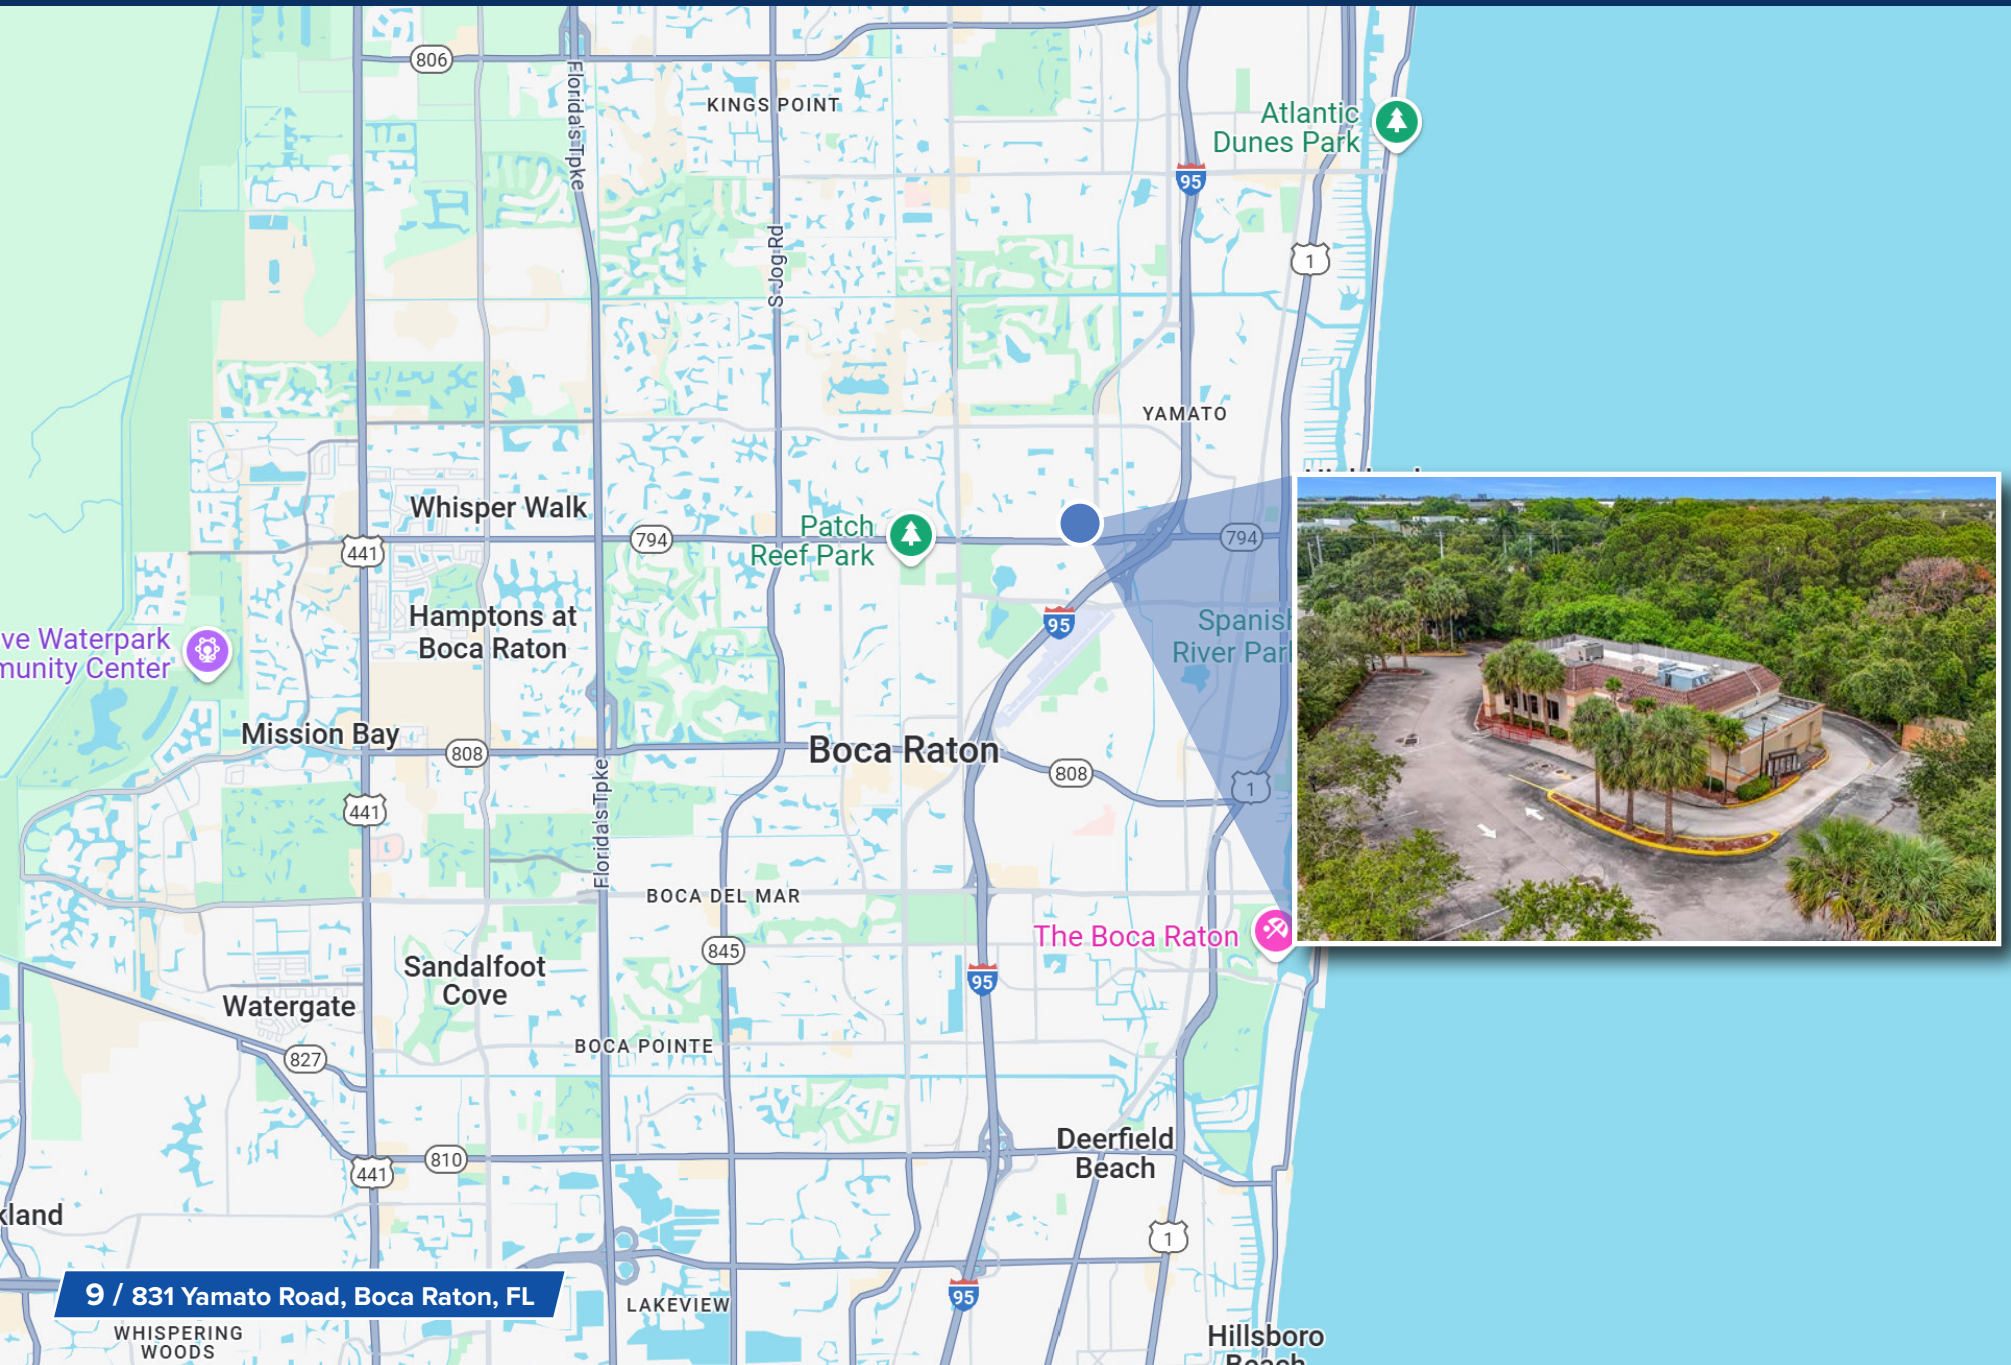 806
Florida's Tpke
KINGS POINT
Atlantic
Dunes Park
95
S Jog Rd
1
YAMATO
Whisper Walk
Patch
Reef Park
441
794
794
Hamptons at
Boca Raton
95
Spanish
River Park
ve Waterpark
munity Center
Mission Bay
808
Boca Raton
808
1
441
Florida's Tpke
BOCA DEL MAR
The Boca Raton
845
95
Sandalfoot
Cove
Watergate
BOCA POINTE
827
Deerfield
Beach
810
441
kland
1
9 / 831 Yamato Road, Boca Raton, FL
LAKEVIEW
95
WHISPERING
WOODS
Hillsboro
Beach